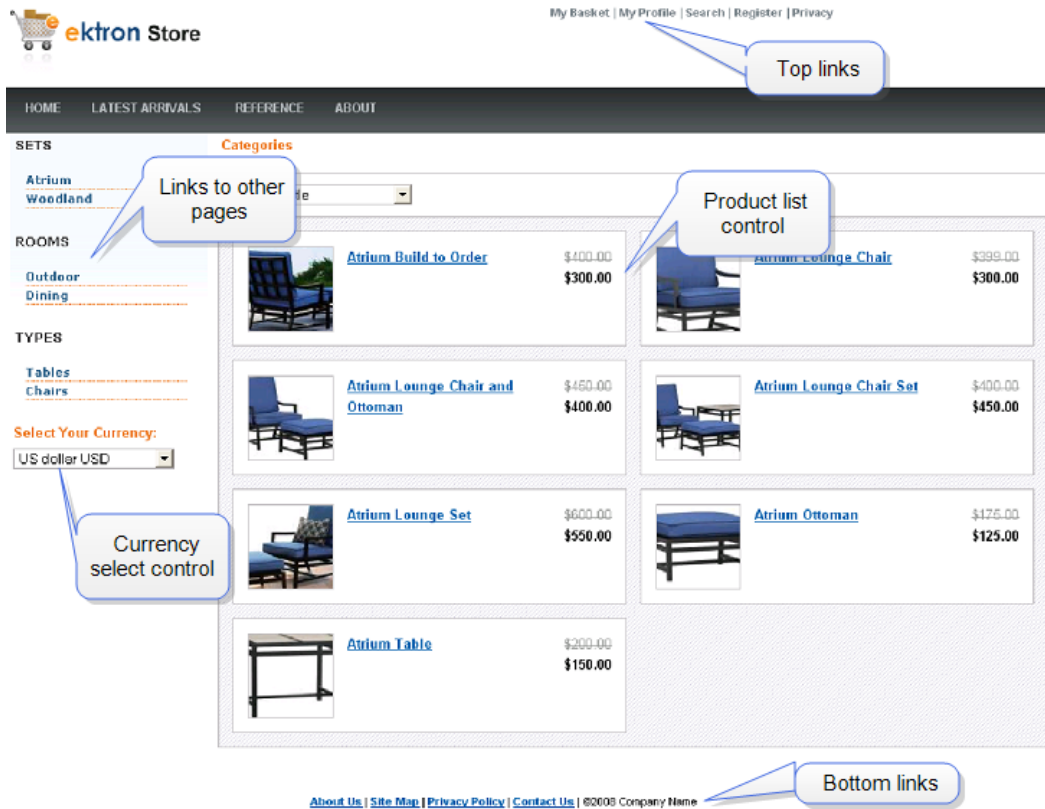 ektron Store
My Basket | My Profile | Search | Register | Privacy
Top links
HOME LATEST ARRIVALS REFERENCE ABOUT
SETS
Atrium
Woodland
Links to other
pages
ROOMS
Outdoor
Dining
TYPES
Tables
Chairs
Select Your Currency:
US doller USD
Currency
select control
Categories
Product list
control
Atrium Build to Order $400.00
$300.00
Atrium Lounge Chair $399.00
$300.00
Atrium Lounge Chair and $460.00
Ottoman $400.00
Atrium Lounge Chair Set $400.00
$450.00
Atrium Lounge Set $600.00
$550.00
Atrium Ottoman $175.00
$125.00
Atrium Table $200.00
$150.00
Bottom links
About Us | Site Map | Privacy Policy | Contact Us | ©2008 Company Name